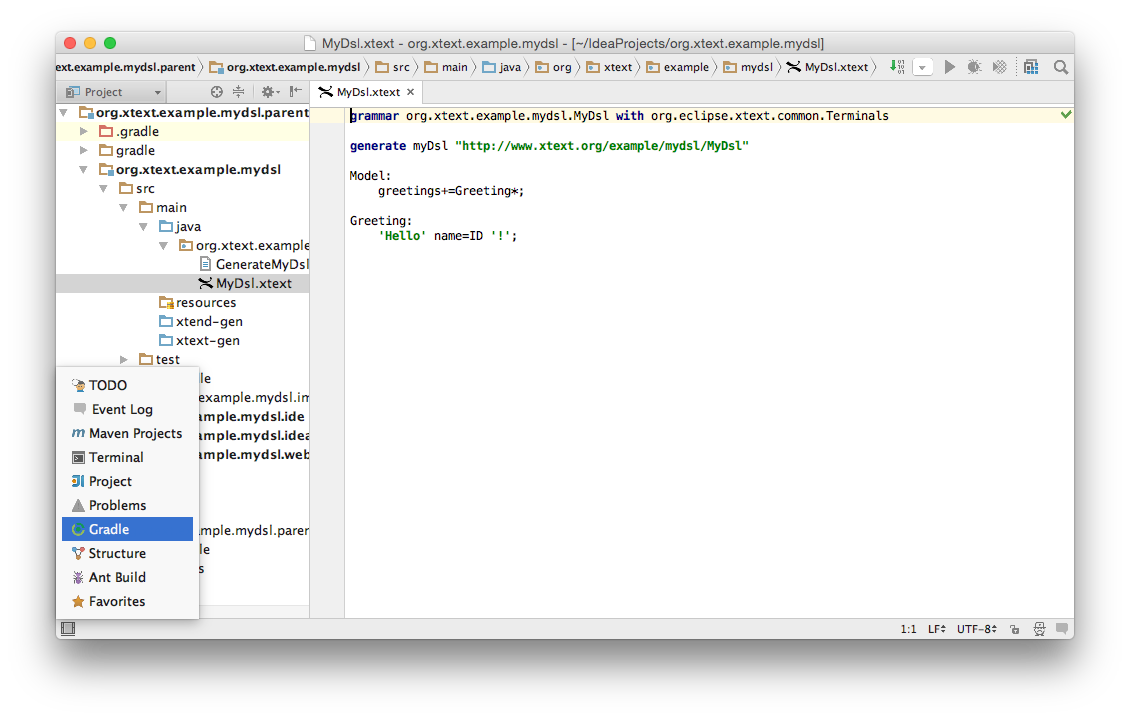 MyDsl.xtext - org.xtext.example.mydsl - [~/IdeaProjects/org.xtext.example.mydsl]
ext.example.mydsl.parent org.xtext.example.mydsl src main java org xtext example mydsl MyDsl.xtext
Project
MyDsl.xtext
org.xtext.example.mydsl.parent
.gradle
gradle
org.xtext.example.mydsl
src
main
java
org.xtext.example
GenerateMyDsl
MyDsl.xtext
resources
xtend-gen
xtext-gen
test
le
example.mydsl.im
ample.mydsl.ide
ample.mydsl.idea
ample.mydsl.web
ample.mydsl.parer
le
s
TODO
Event Log
Maven Projects
Terminal
Project
Problems
Gradle
Structure
Ant Build
Favorites
grammar org.xtext.example.mydsl.MyDsl with org.eclipse.xtext.common.Terminals
generate myDsl "http://www.xtext.org/example/mydsl/MyDsl"
Model:
greetings+=Greeting*;
Greeting:
'Hello' name=ID '!';
1:1 LF UTF-8